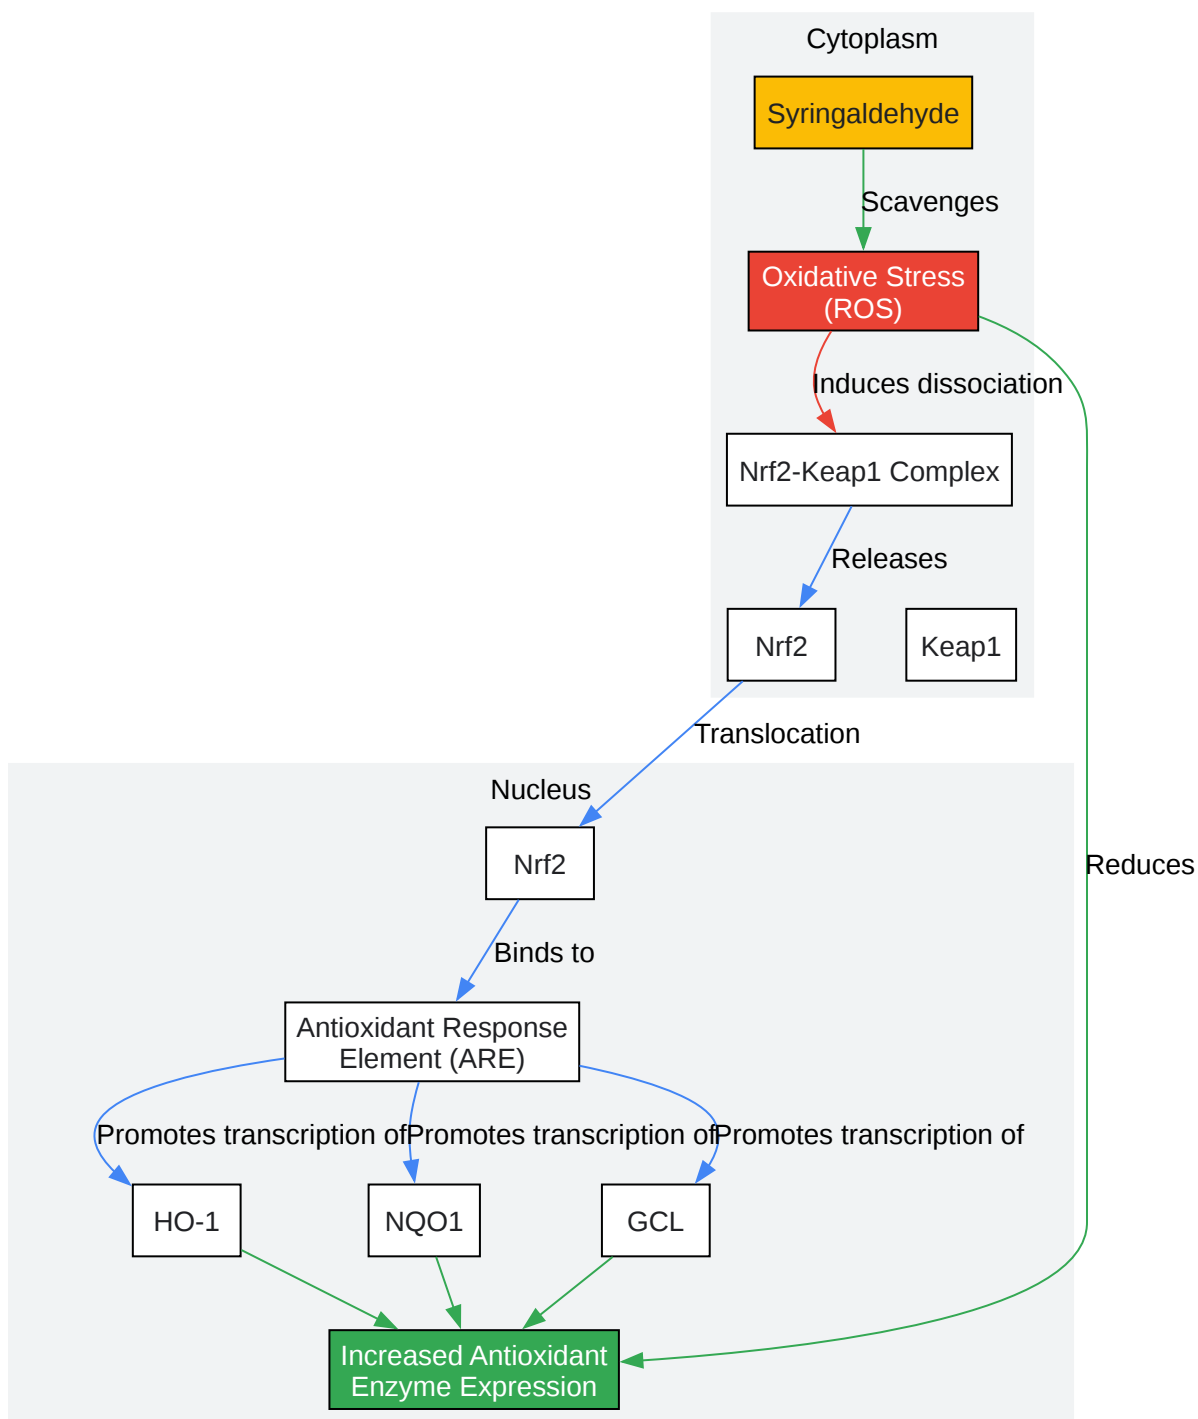 Cytoplasm
Syringaldehyde
Scavenges
Oxidative Stress
(ROS)
Induces dissociation
Nrf2-Keap1 Complex
Releases
Nrf2
Keap1
Translocation
Nucleus
Nrf2
Reduces
Binds to
Antioxidant Response
Element (ARE)
Promotes transcription of
Promotes transcription of
Promotes transcription of
HO-1
NQO1
GCL
Increased Antioxidant
Enzyme Expression